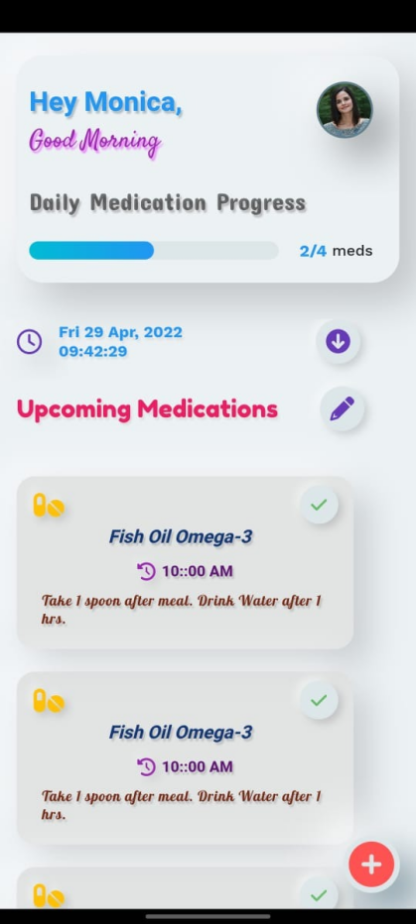 Hey Monica,
Good Morning
Daily Medication Progress
2/4 meds
Fri 29 Apr, 2022
09:42:29
Upcoming Medications
Fish Oil Omega-3
10::00 AM
Take 1 spoon after meal. Drink Water after 1
hrs.
Fish Oil Omega-3
10::00 AM
Take 1 spoon after meal. Drink Water after 1
hrs.